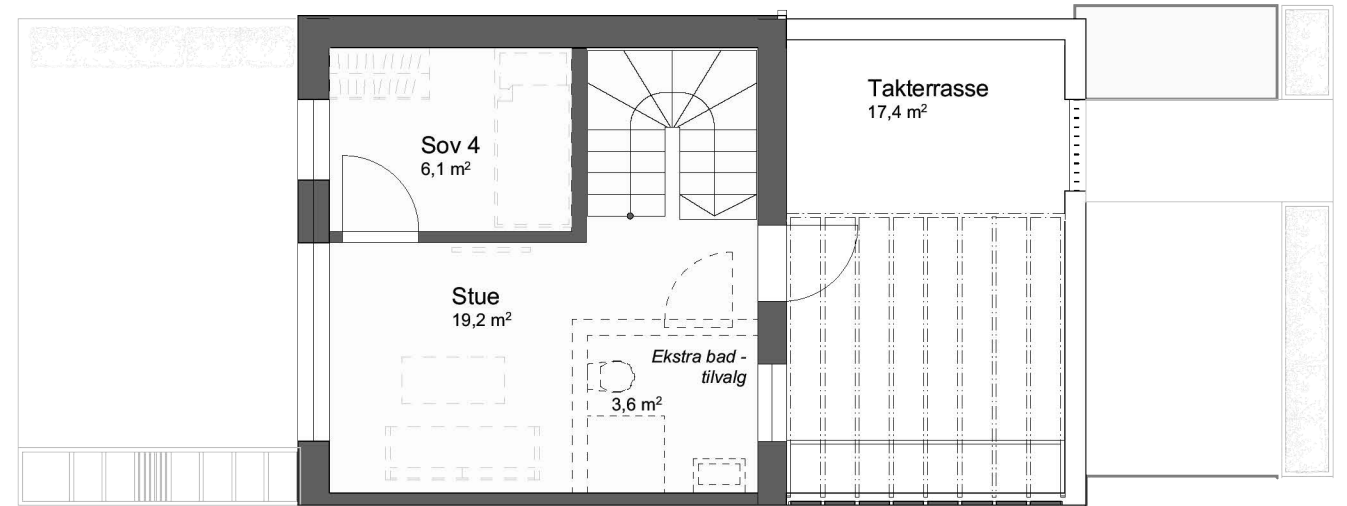 Takterrasse
17,4 m²
Sov 4
6,1 m²
Stue
19,2 m²
Ekstra bad -
tilvalg
3,6 m²